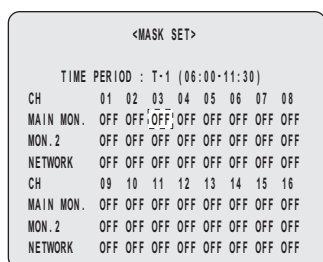 <MASK SET>
TIME PERIOD : T-1 (06:00-11:30)
CH 01 02 03 04 05 06 07 08
MAIN MON. OFF OFF OFF OFF OFF OFF OFF OFF
MON.2 OFF OFF OFF OFF OFF OFF OFF OFF
NETWORK OFF OFF OFF OFF OFF OFF OFF OFF
CH 09 10 11 12 13 14 15 16
MAIN MON. OFF OFF OFF OFF OFF OFF OFF OFF
MON.2 OFF OFF OFF OFF OFF OFF OFF OFF
NETWORK OFF OFF OFF OFF OFF OFF OFF OFF